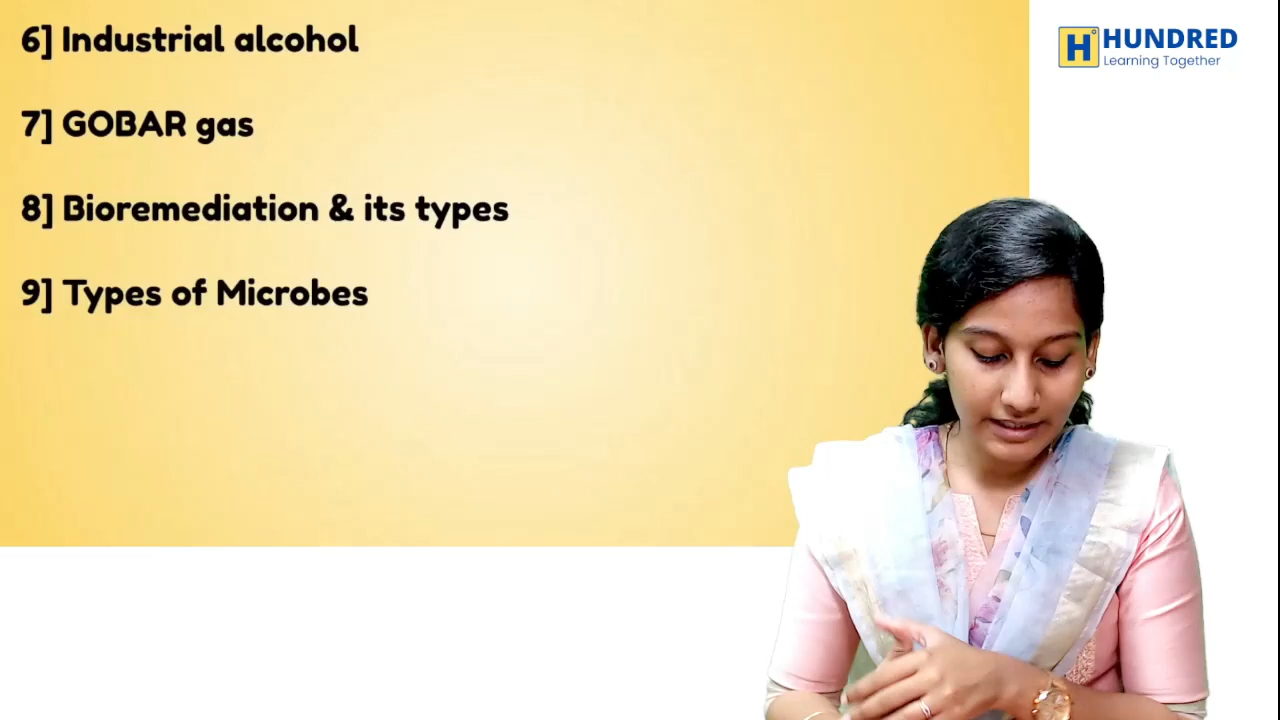 6] Industrial alcohol
7] GOBAR gas
8] Bioremediation & its types
9] Types of Microbes
H° HUNDRED
Learning Together